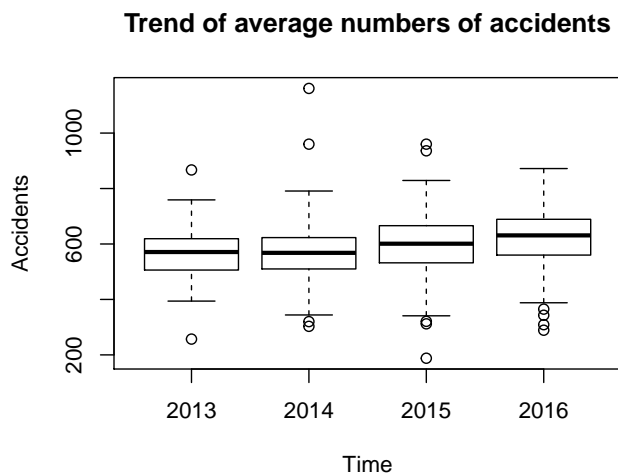 Trend of average numbers of accidents
1000
600
200
Accidents
2013 2014 2015 2016
Time